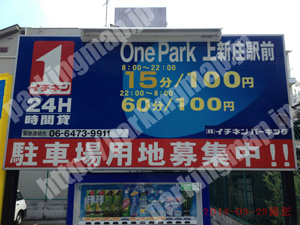 1
イチネン
24H
時間貸
緊急連絡先 06-6473-9911
One Park 上新庄駅前
8:00～22:00
15分/100円
22:00～8:00
60分/100円
㈱イチネンパーキング
駐車場用地募集中!!